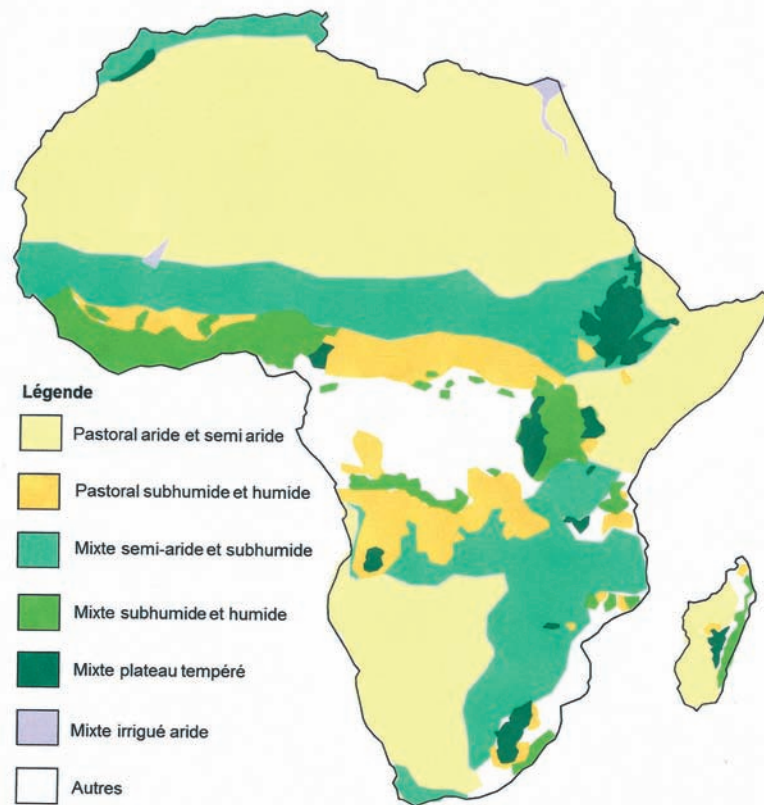 Légende
Pastoral aride et semi aride
Pastoral subhumide et humide
Mixte semi-aride et subhumide
Mixte subhumide et humide
Mixte plateau tempéré
Mixte irrigué aride
Autres